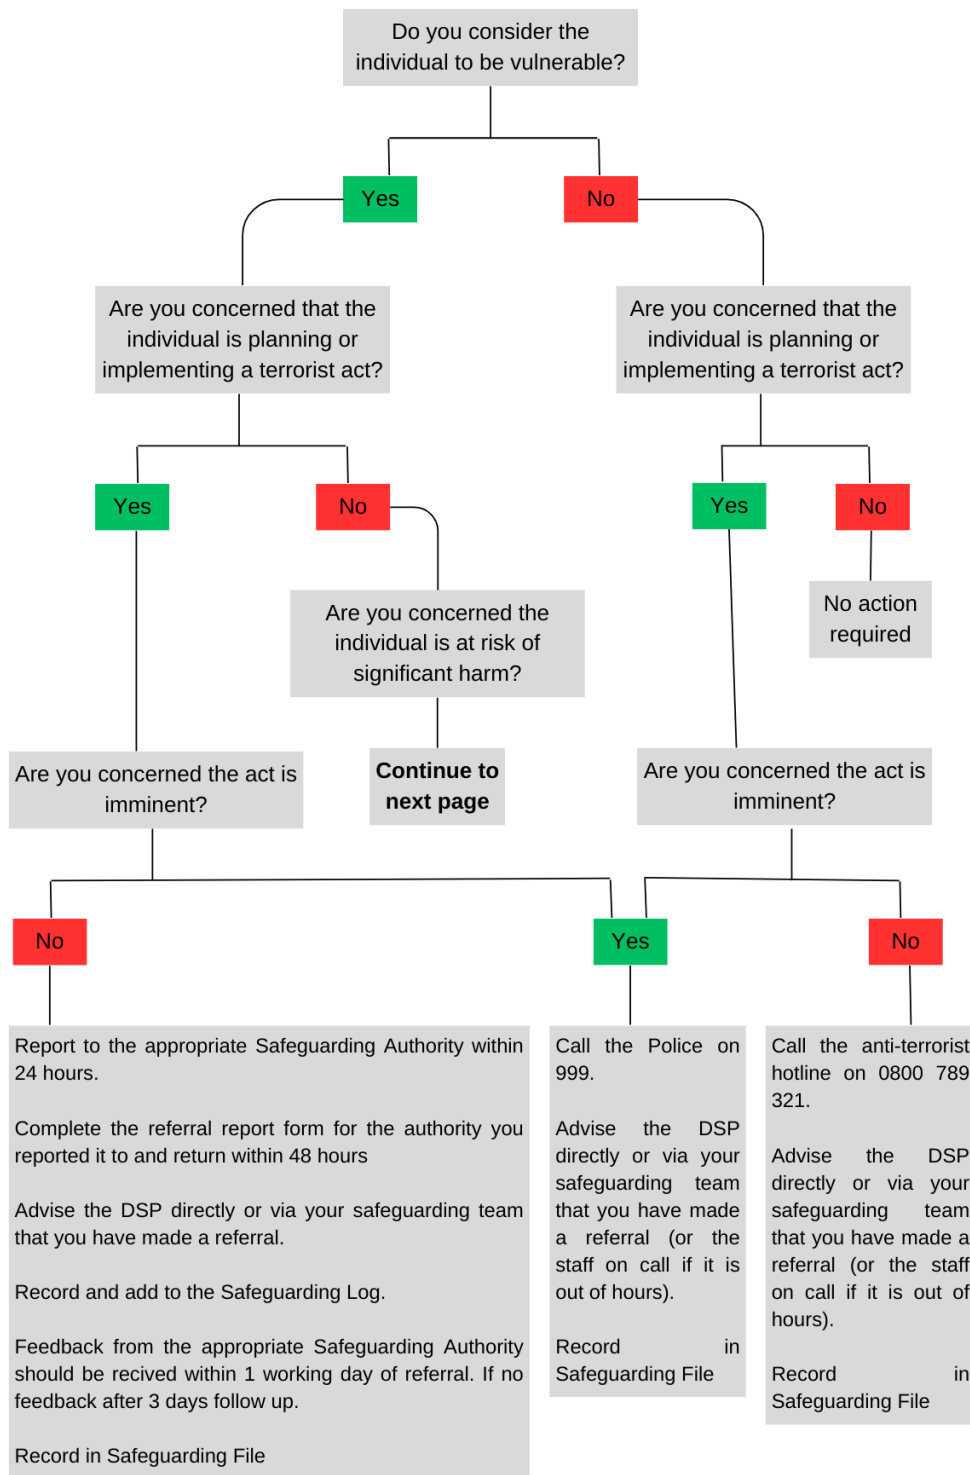 Do you consider the
individual to be vulnerable?
Yes
No
Are you concerned that the
individual is planning or
implementing a terrorist act?
Are you concerned that the
individual is planning or
implementing a terrorist act?
Yes
No
Yes
No
Are you concerned the
individual is at risk of
significant harm?
No action
required
Are you concerned the act is
imminent?
Continue to
next page
Are you concerned the act is
imminent?
No
Yes
No
Report to the appropriate Safeguarding Authority within
24 hours.
Complete the referral report form for the authority you
reported it to and return within 48 hours
Advise the DSP directly or via your safeguarding team
that you have made a referral.
Record and add to the Safeguarding Log.
Feedback from the appropriate Safeguarding Authority
should be recived within 1 working day of referral. If no
feedback after 3 days follow up.
Record in Safeguarding File
Call the Police on
999.
Advise the DSP
directly or via your
safeguarding team
that you have made
a referral (or the
staff on call if it is
out of hours).
Record in
Safeguarding File
Call the anti-terrorist
hotline on 0800 789
321.
Advise the DSP
directly or via your
safeguarding team
that you have made a
referral (or the staff
on call if it is out of
hours).
Record in
Safeguarding File